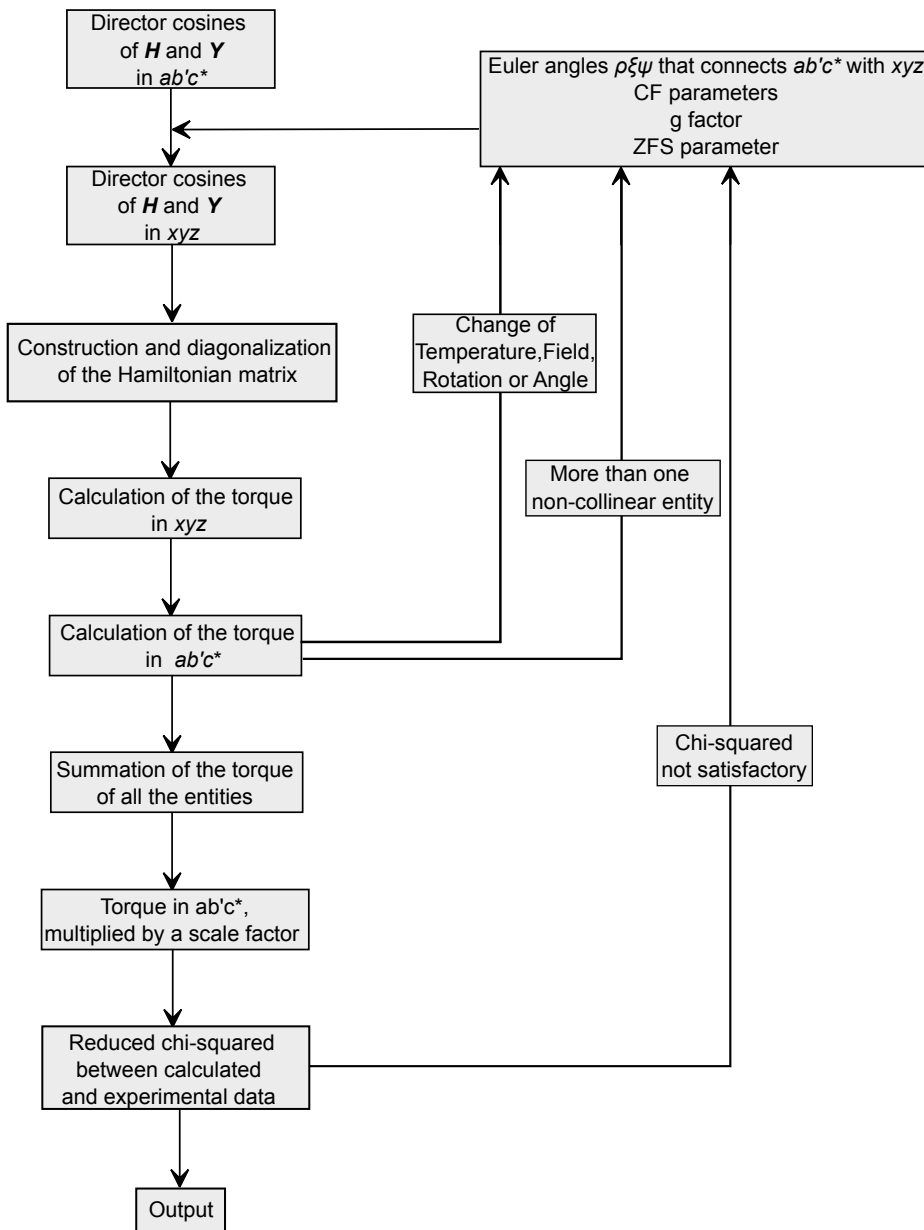 Director cosines
of H and Y
in ab'c*
Euler angles ρξψ that connects ab'c* with xyz
CF parameters
g factor
ZFS parameter
Director cosines
of H and Y
in xyz
Construction and diagonalization
of the Hamiltonian matrix
Change of
Temperature,Field,
Rotation or Angle
Calculation of the torque
in xyz
More than one
non-collinear entity
Calculation of the torque
in ab'c*
Summation of the torque
of all the entities
Chi-squared
not satisfactory
Torque in ab'c*,
multiplied by a scale factor
Reduced chi-squared
between calculated
and experimental data
Output